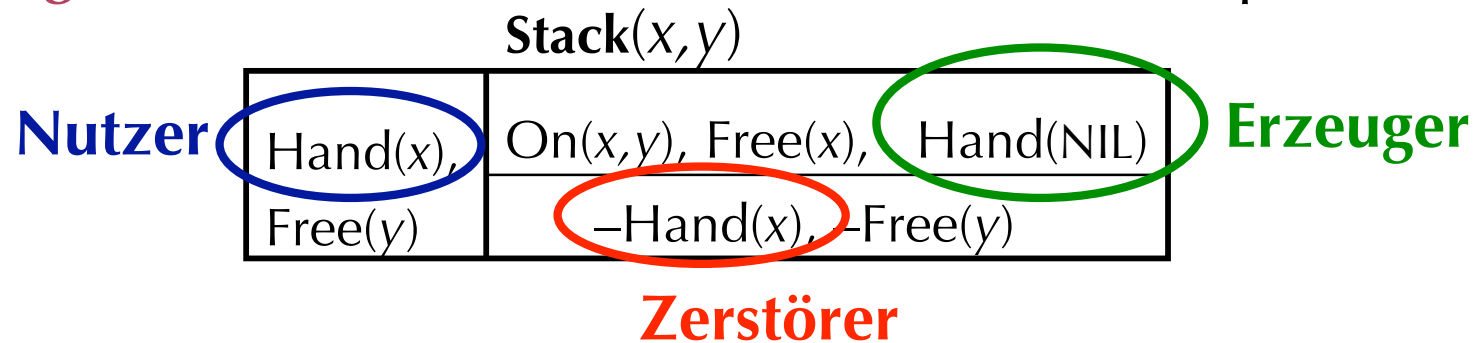 Stack(x,y)
Nutzer
Hand(x),
Free(y)
On(x,y), Free(x), Hand(NIL)
–Hand(x), –Free(y)
Erzeuger
Zerstörer